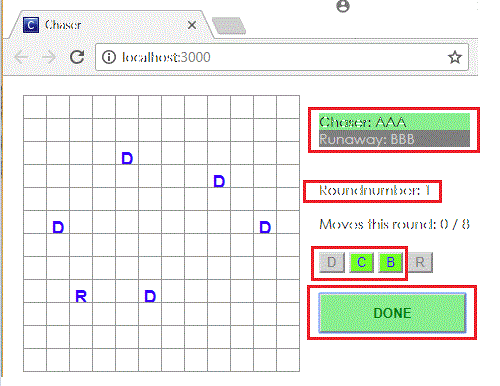 Chaser
localhost:3000
Chaser: AAA
Runaway: BBB
D
D
Roundnumber: 1
D D
Moves this round: 0 / 8
D C B R
R D
DONE